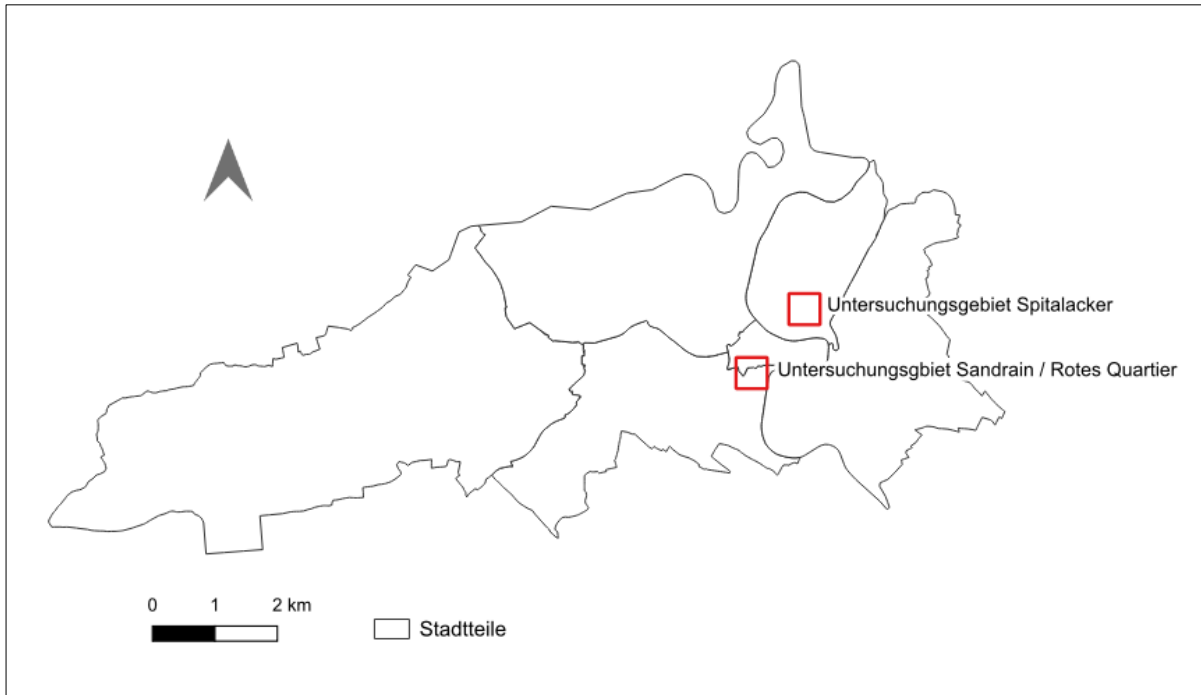 Untersuchungsgebiet Spitalacker
Untersuchungsgbiet Sandrain / Rotes Quartier
0 1 2 km
Stadtteile